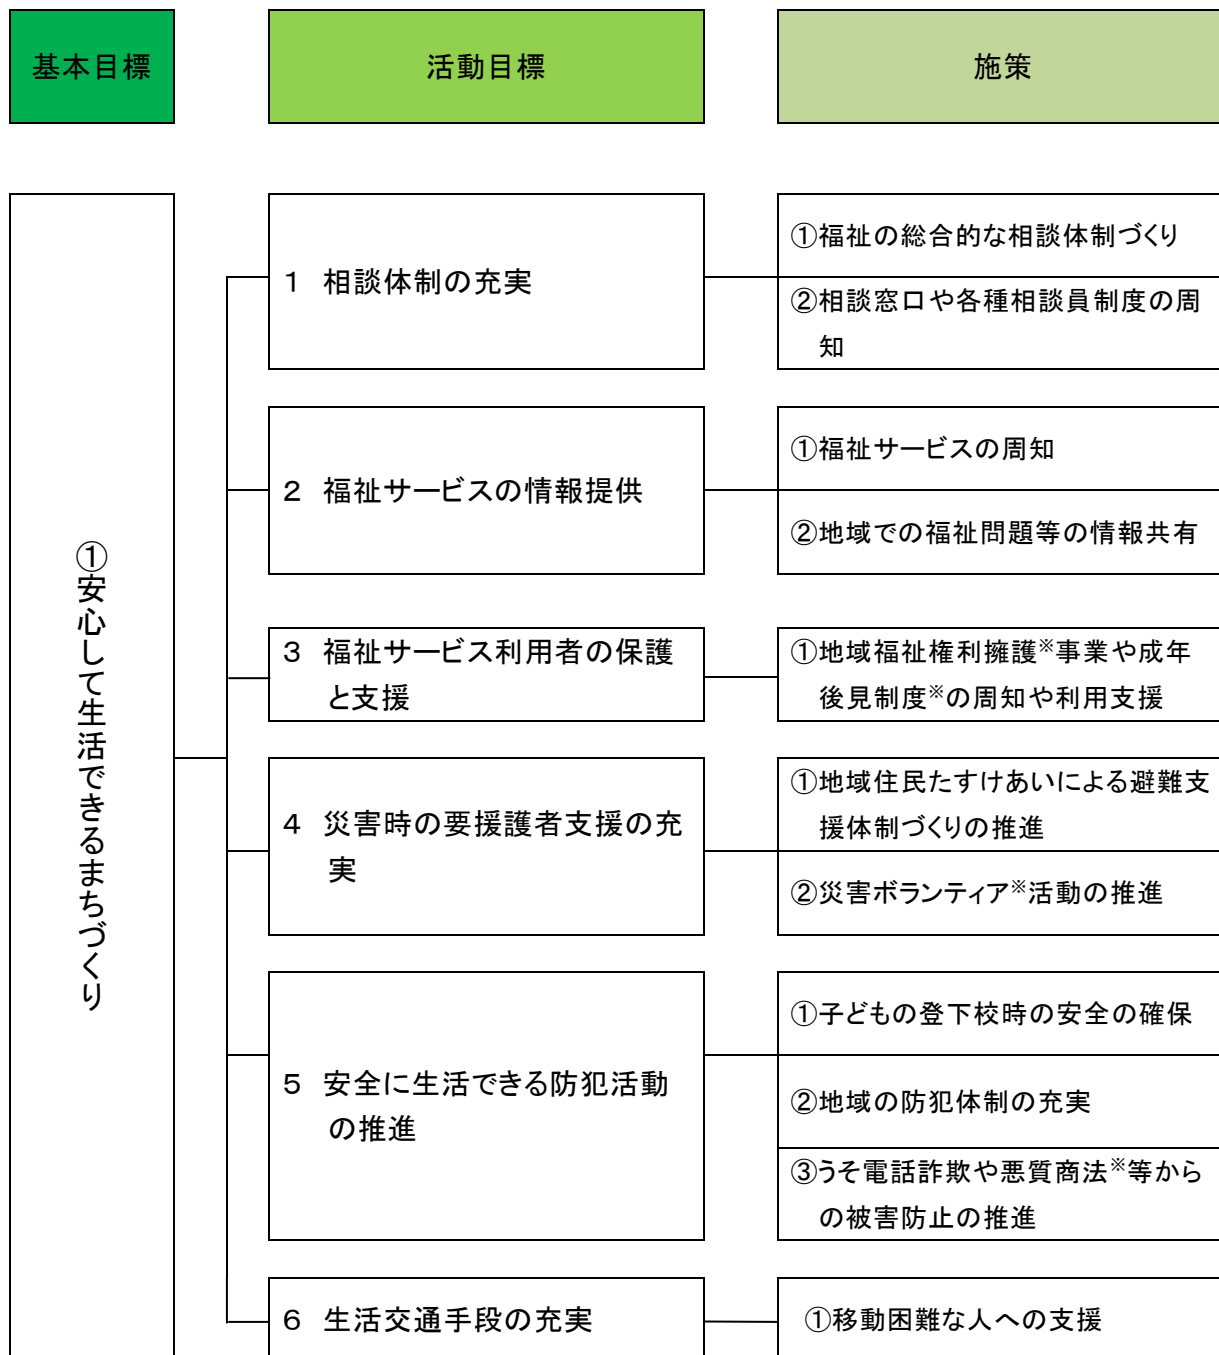 基本目標
活動目標
施策
①安心して生活できるまちづくり
1 相談体制の充実
①福祉の総合的な相談体制づくり
②相談窓口や各種相談員制度の周
知
2 福祉サービスの情報提供
①福祉サービスの周知
②地域での福祉問題等の情報共有
3 福祉サービス利用者の保護
と支援
①地域福祉権利擁護※事業や成年
後見制度※の周知や利用支援
4 災害時の要援護者支援の充
実
①地域住民たすけあいによる避難支
援体制づくりの推進
②災害ボランティア※活動の推進
5 安全に生活できる防犯活動
の推進
①子どもの登下校時の安全の確保
②地域の防犯体制の充実
③うそ電話詐欺や悪質商法※等から
の被害防止の推進
6 生活交通手段の充実
①移動困難な人への支援